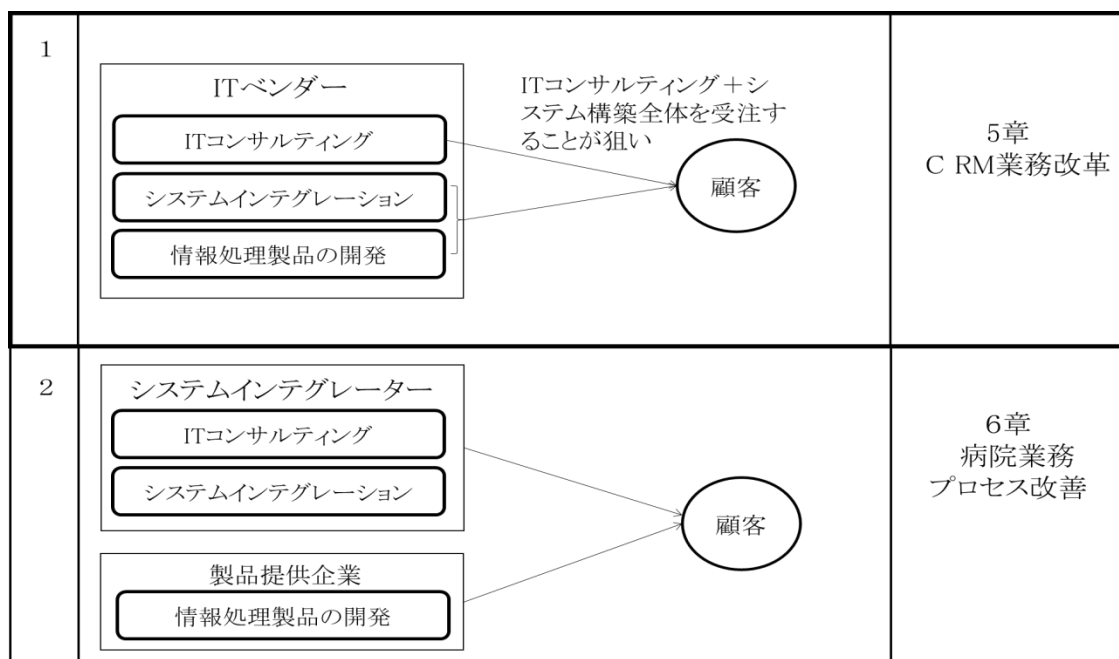 1
ITベンダー
ITコンサルティング
システムインテグレーション
情報処理製品の開発
ITコンサルティング＋シ
ステム構築全体を受注す
ることが狙い
顧客
5章
C RM業務改革
2
システムインテグレーター
ITコンサルティング
システムインテグレーション
製品提供企業
情報処理製品の開発
顧客
6章
病院業務
プロセス改善